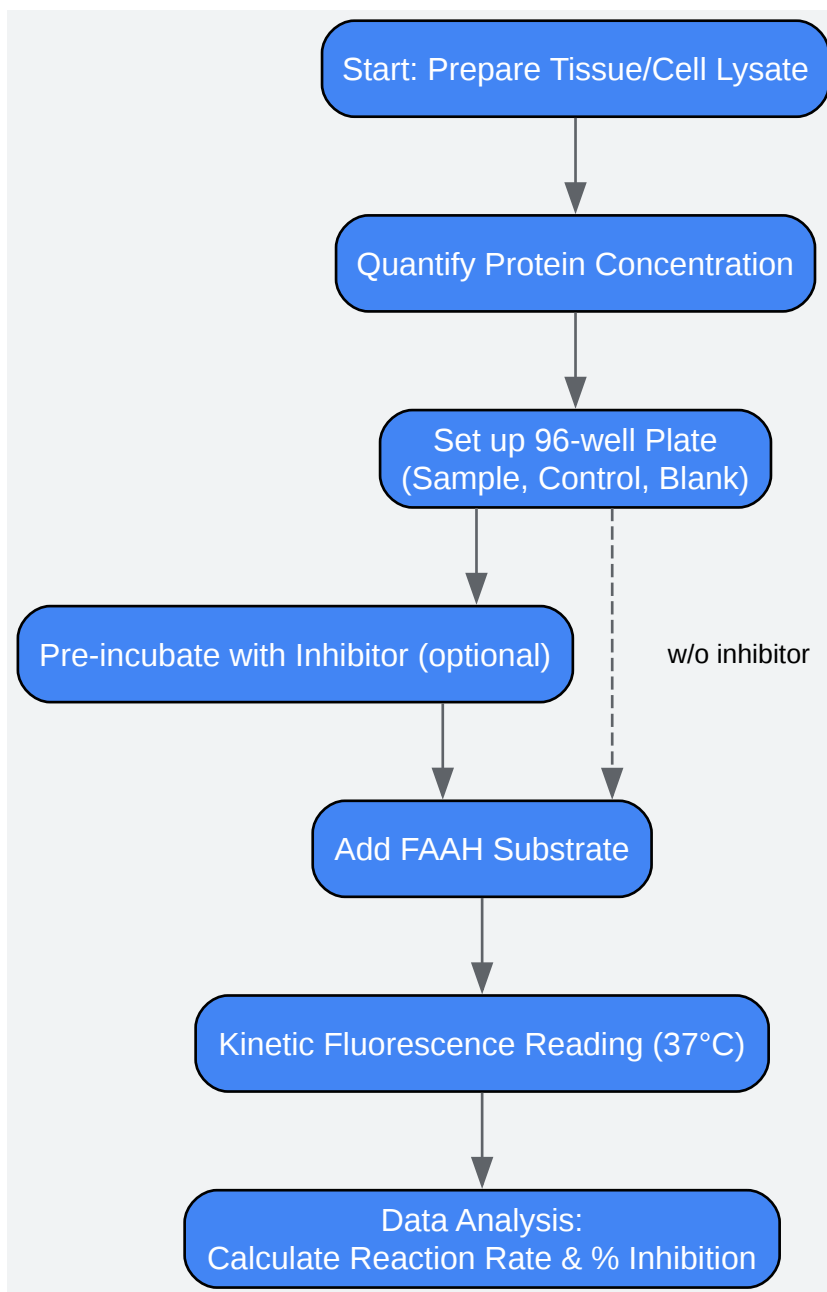 Start: Prepare Tissue/Cell Lysate
Quantify Protein Concentration
Set up 96-well Plate
(Sample, Control, Blank)
Pre-incubate with Inhibitor (optional)
w/o inhibitor
Add FAAH Substrate
Kinetic Fluorescence Reading (37°C)
Data Analysis:
Calculate Reaction Rate & % Inhibition